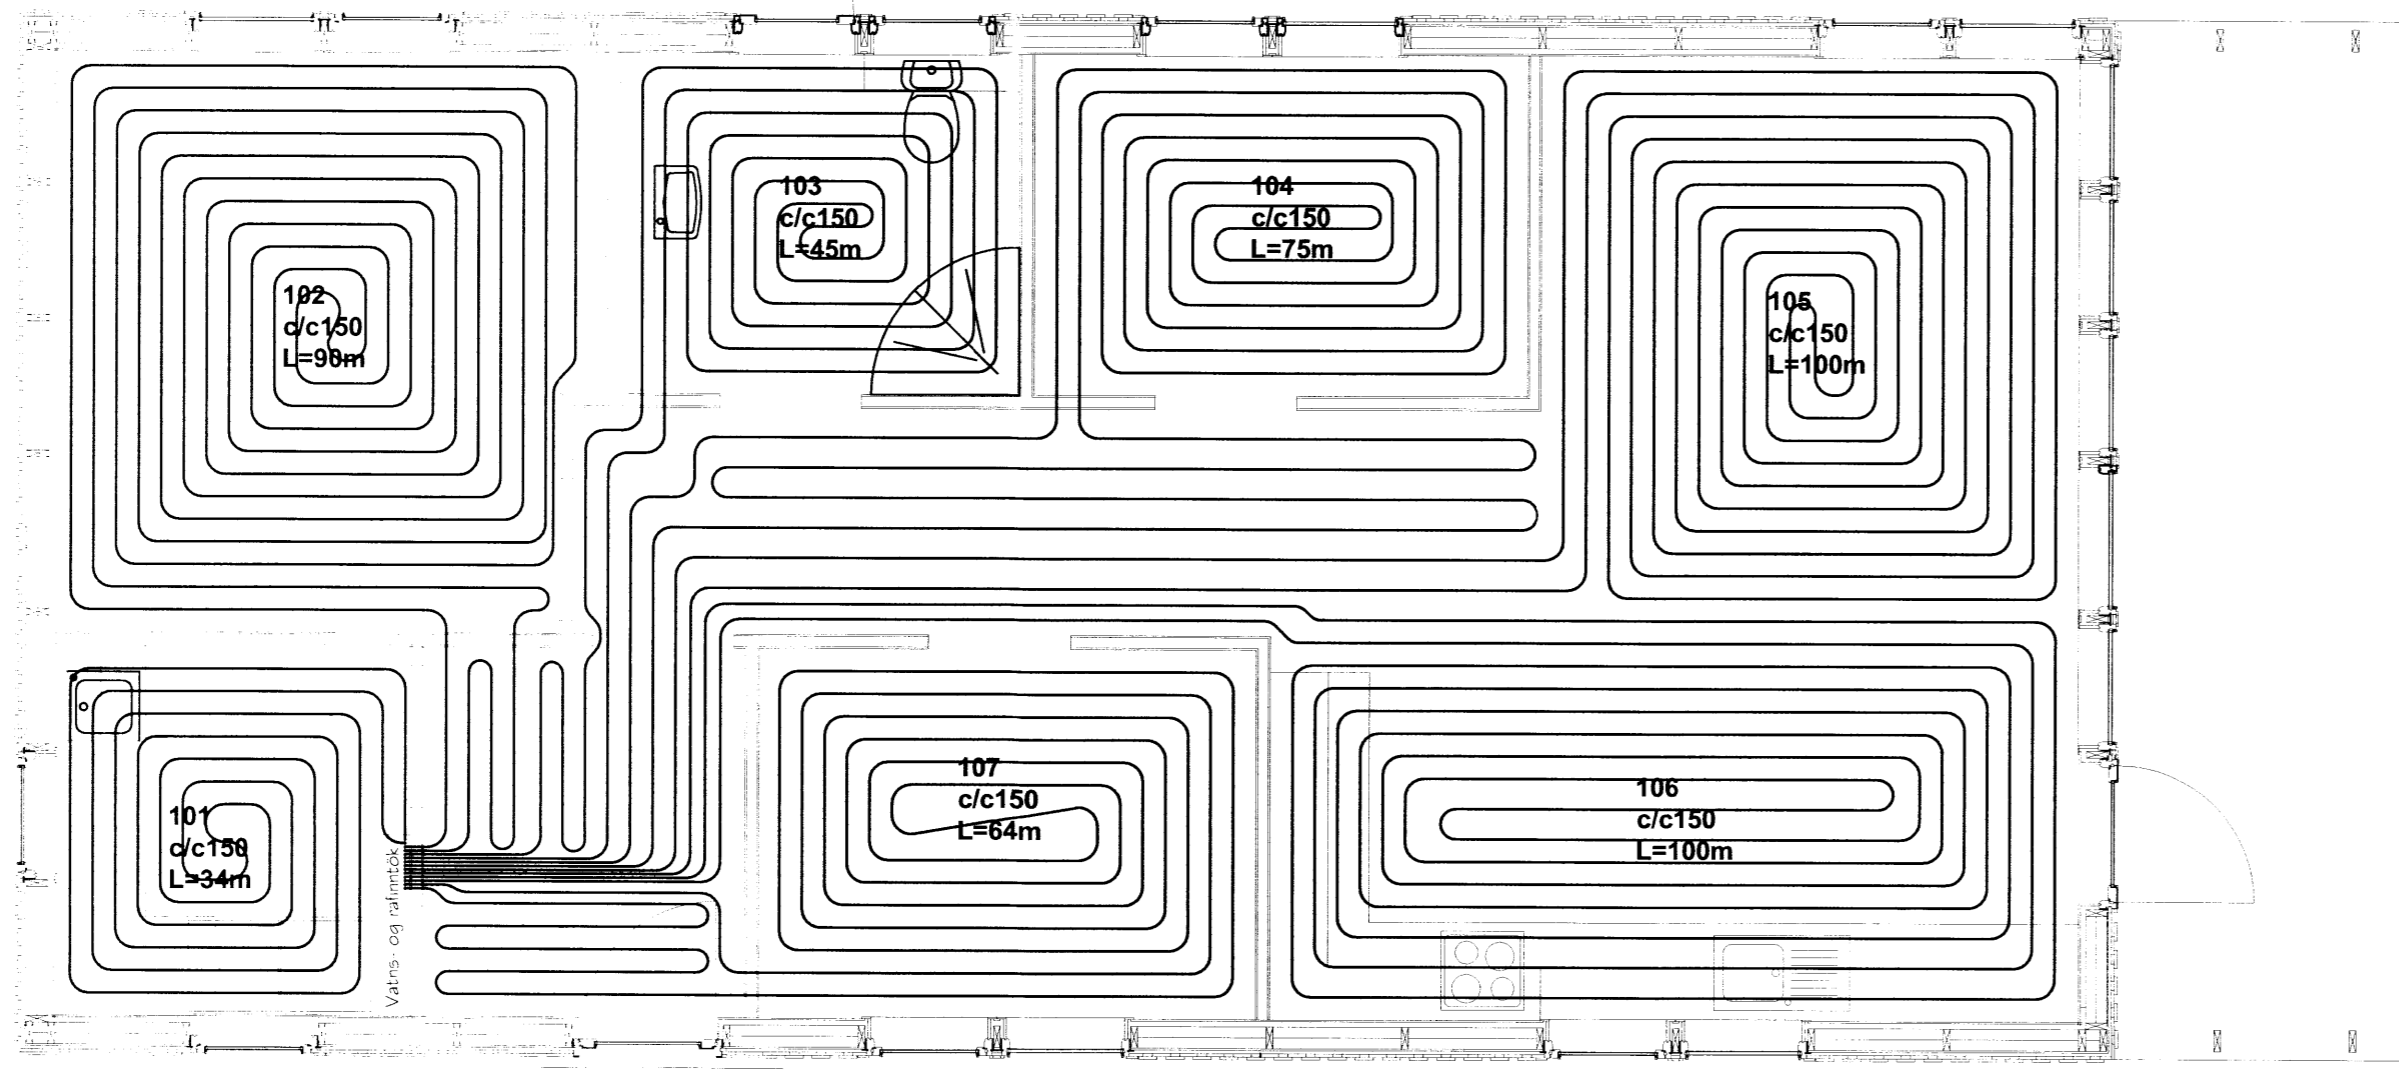 103
c/c150
L=45m
104
c/c150
L=75m
102
c/c150
L=90m
105
c/c150
L=100m
101
c/c150
L=34m
107
c/c150
L=64m
106
c/c150
L=100m
Vatns- og rafinntök